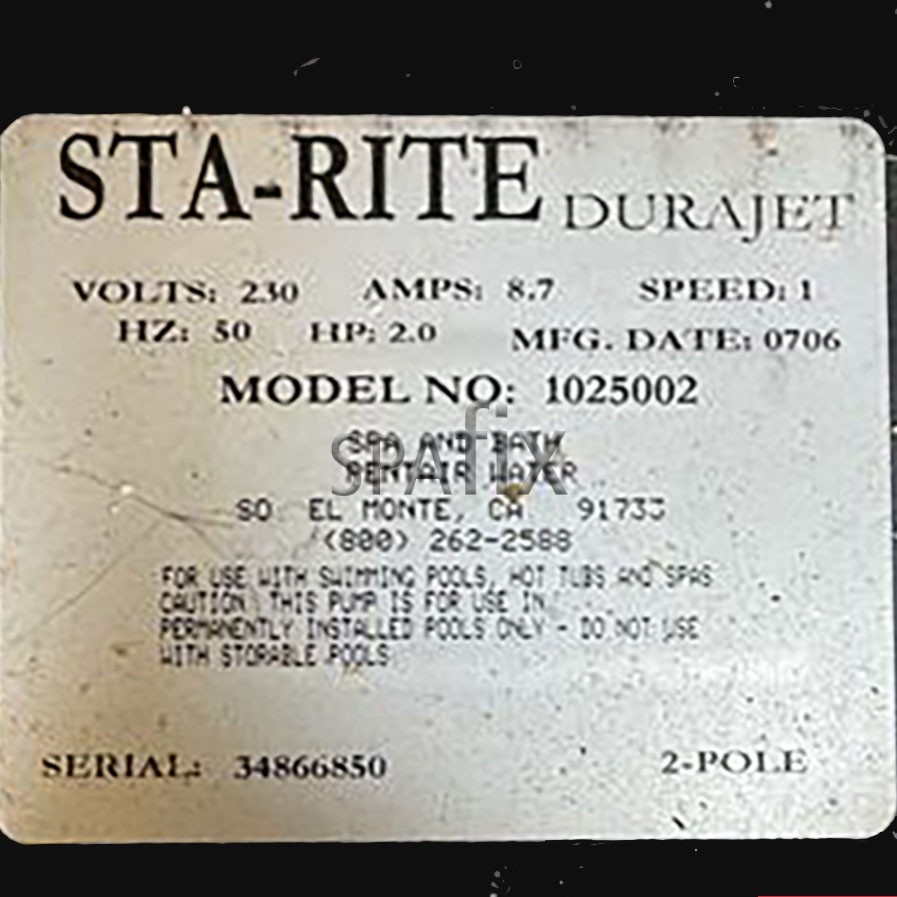 STA-RITE DURAJET
VOLTS: 230 AMPS: 8.7 SPEED: 1
HZ: 50 HP: 2.0 MFG. DATE: 0706
MODEL NO: 1025002
SPA AND BATH
SPAfix
PENTAIR WATER
SO EL MONTE, CA 91733
(800) 262-2588
FOR USE WITH SWIMMING POOLS, HOT TUBS AND SPAS
CAUTION: THIS PUMP IS FOR USE IN
PERMANENTLY INSTALLED POOLS ONLY - DO NOT USE
WITH STORABLE POOLS
SERIAL: 34866850 2-POLE